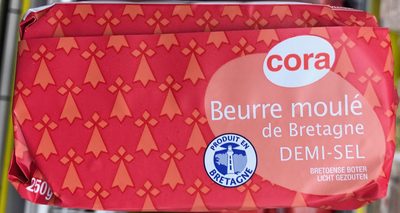 cora
Beurre moulé
de Bretagne
DEMI-SEL
BRETOENSE BOTER
LICHT GEZOUTEN
PRODUIT EN
BRETAGNE
250g